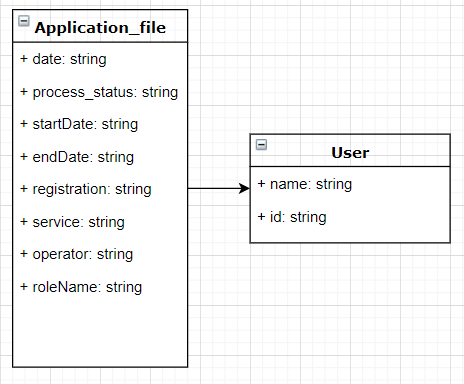 Application_file
+ date: string
+ process_status: string
+ startDate: string
+ endDate: string
+ registration: string
+ service: string
+ operator: string
+ roleName: string
User
+ name: string
+ id: string